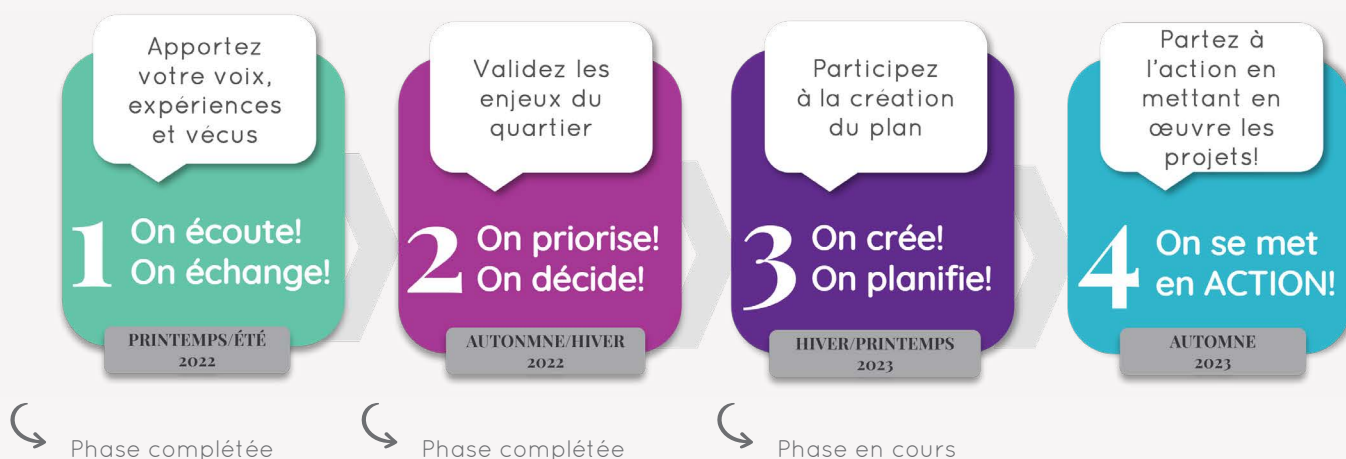 Apportez
votre voix,
expériences
et vécus
1
On écoute!
On échange!
PRINTEMPS/ÉTÉ
2022
Phase complétée
Validez les
enjeux du
quartier
2
On priorise!
On décide!
AUTONMNE/HIVER
2022
Phase complétée
Participez
à la création
du plan
3
On crée!
On planifie!
HIVER/PRINTEMPS
2023
Phase en cours
Partez à
l'action en
mettant en
œuvre les
projets!
4
On se met
en ACTION!
AUTOMNE
2023